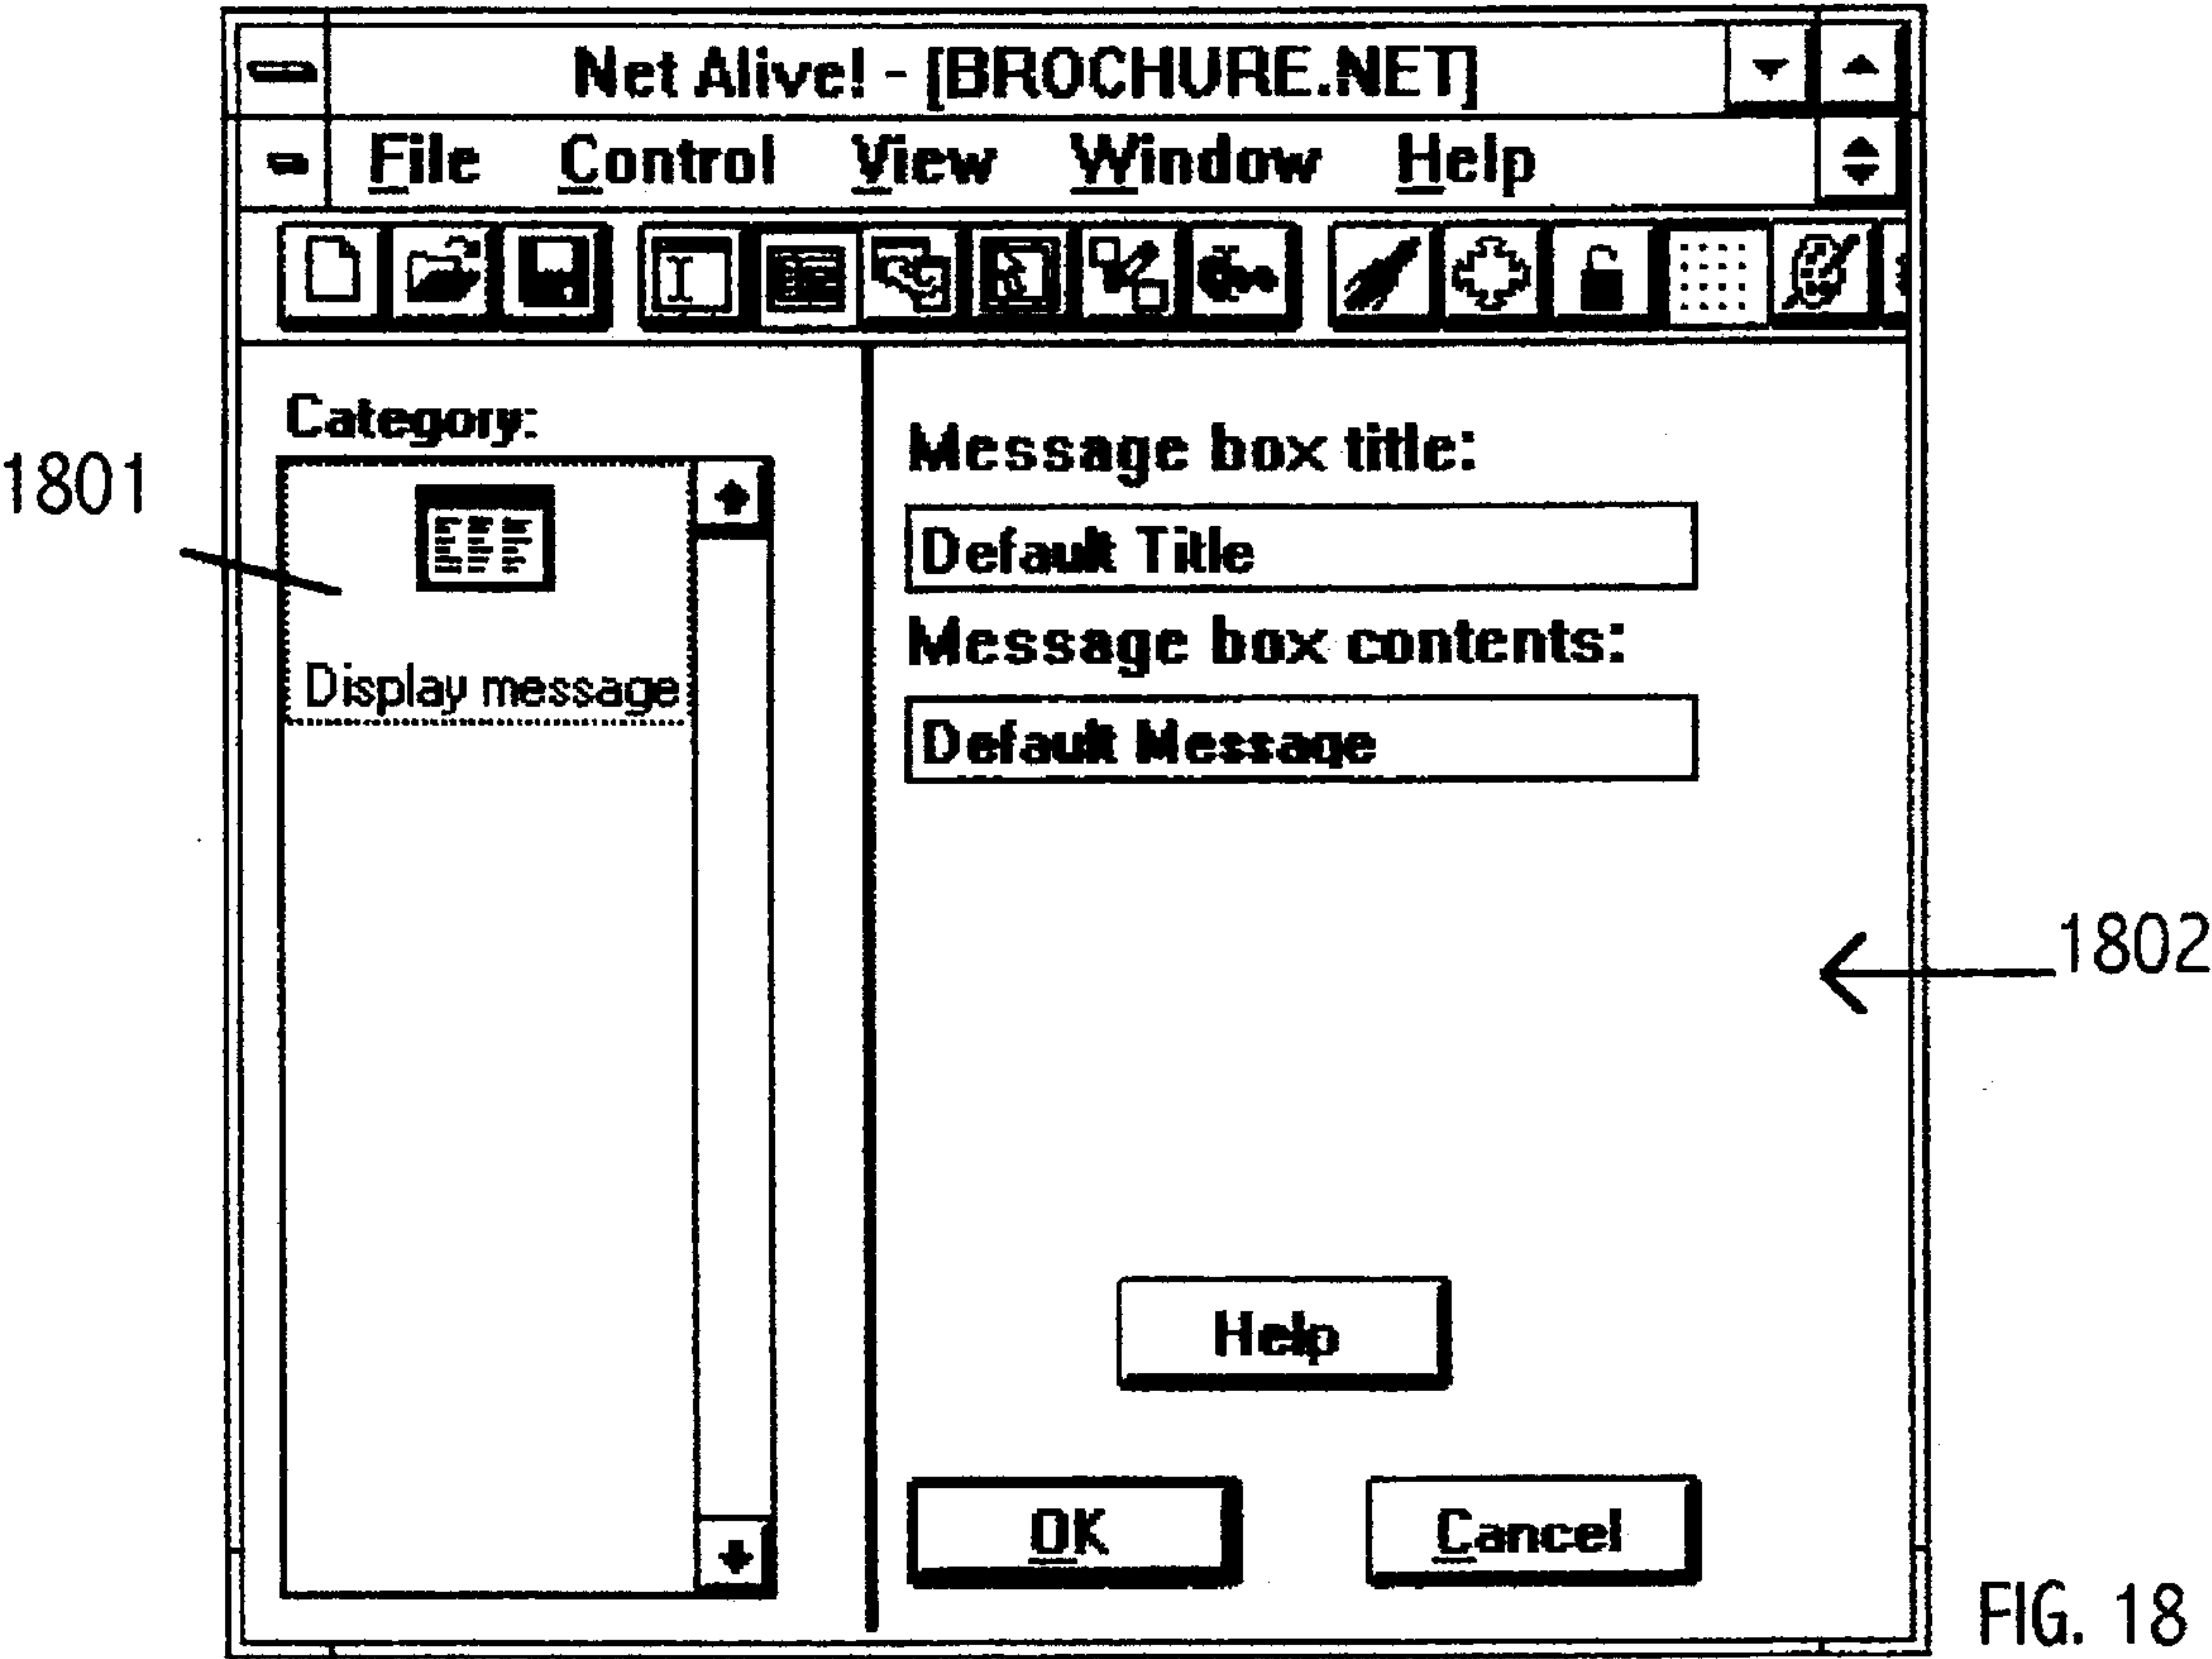 Net Alive! - [BROCHURE.NET]
File Control View Window Help
Category:
1801
Display message
Message box title:
Default Title
Message box contents:
Default Message
1802
Help
OK Cancel
FIG. 18